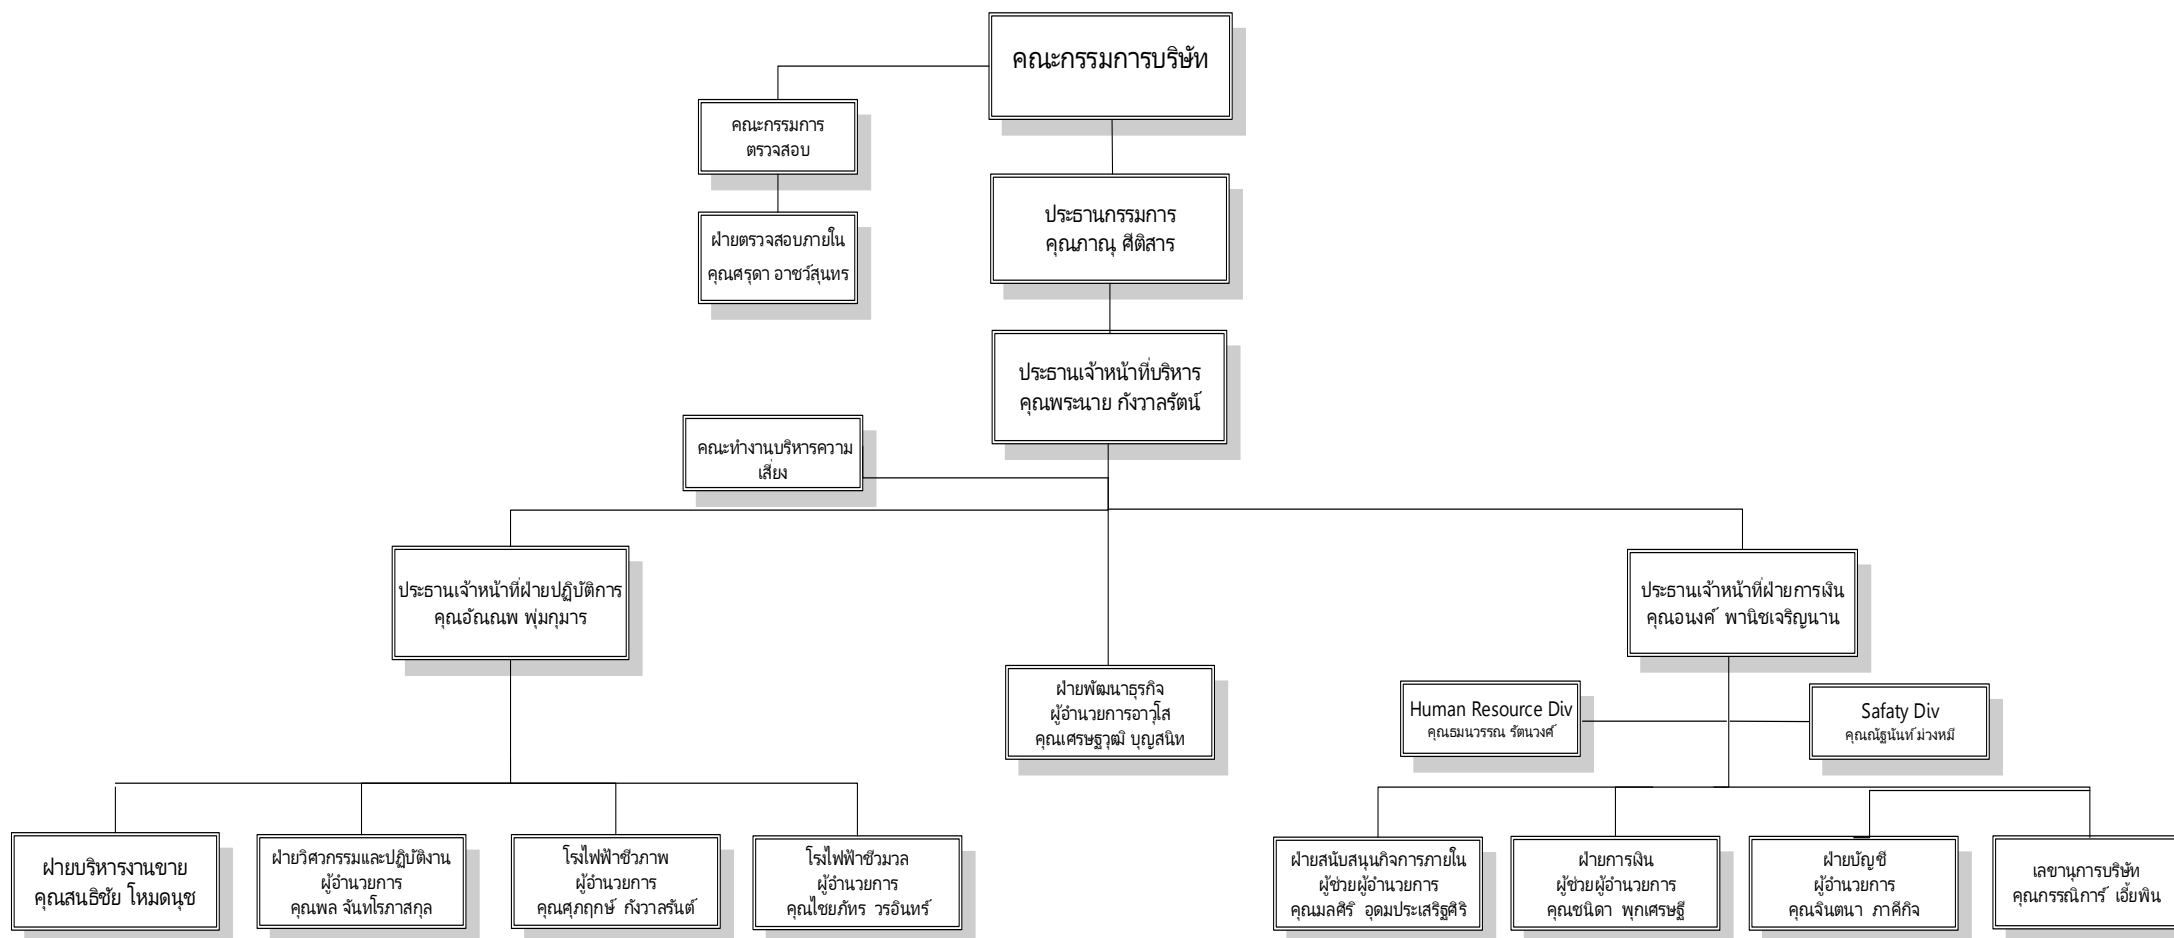 คณะกรรมการบริษัท
คณะกรรมการ
ตรวจสอบ
ประธานกรรมการ
คุณภาณุ ศีติสาร
ฝ่ายตรวจสอบภายใน
คุณศรุดา อาชว์สุนทร
ประธานเจ้าหน้าที่บริหาร
คุณพระนาย กังวาลรัตน์
คณะทำงานบริหารความ
เสี่ยง
ประธานเจ้าหน้าที่ฝ่ายปฏิบัติการ
คุณอัณณพ พุ่มกุมาร
ประธานเจ้าหน้าที่ฝ่ายการเงิน
คุณอนงค์ พานิชเจริญนาน
ฝ่ายพัฒนาธุรกิจ
ผู้อำนวยการอาวุโส
คุณเศรษฐวุฒิ บุญสนิท
Human Resource Div
คุณธมนวรรณ รัตนวงศ์
Safaty Div
คุณณัฐนันท์ ม่วงหมี
ฝ่ายบริหารงานขาย
คุณสนธิชัย โหมดนุช
ฝ่ายวิศวกรรมและปฏิบัติงาน
ผู้อำนวยการ
คุณพล จันทโรภาสกุล
โรงไฟฟ้าชีวภาพ
ผู้อำนวยการ
คุณศุภฤกษ์ กังวาลรันต์
โรงไฟฟ้าชีวมวล
ผู้อำนวยการ
คุณไชยภัทร วรอินทร์
ฝ่ายสนับสนุนกิจการภายใน
ผู้ช่วยผู้อำนวยการ
คุณมลศิริ อุดมประเสริฐศิริ
ฝ่ายการเงิน
ผู้ช่วยผู้อำนวยการ
คุณชนิดา พุกเศรษฐี
ฝ่ายบัญชี
ผู้อำนวยการ
คุณจินตนา ภาคีกิจ
เลขานุการบริษัท
คุณกรรณิการ์ เอี้ยพิน